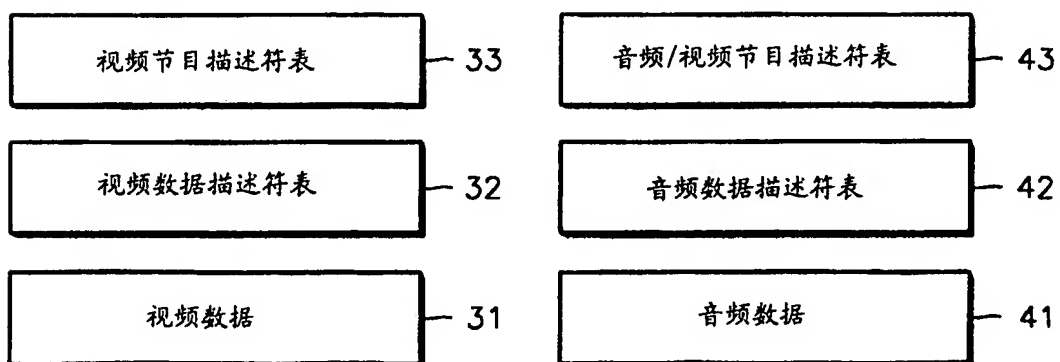 视频节目描述符表 33
音频/视频节目描述符表 43
视频数据描述符表 32
音频数据描述符表 42
视频数据 31
音频数据 41